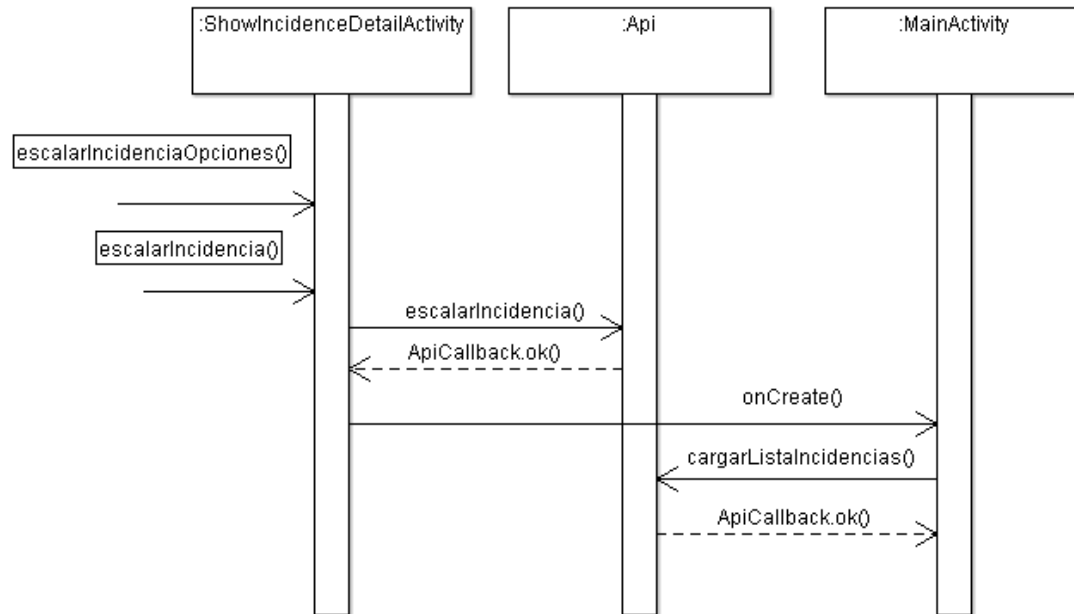 :ShowIncidenceDetailActivity
:Api
:MainActivity
escalarIncidenciaOpciones()
escalarIncidencia()
escalarIncidencia()
ApiCallback.ok()
onCreate()
cargarListaIncidencias()
ApiCallback.ok()